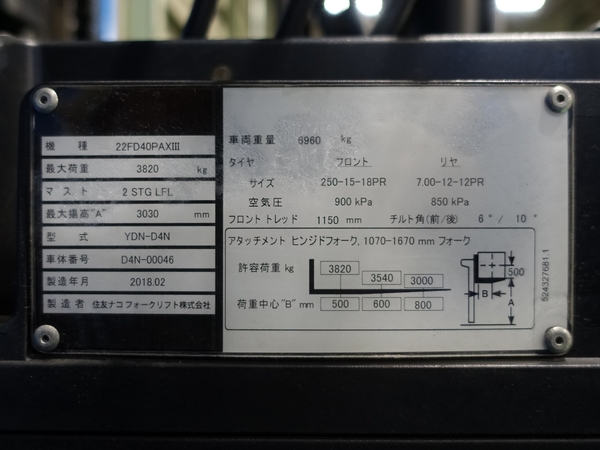 機 種 22FD40PAXIII
最大荷重 3820 kg
マスト 2 STG LFL
最大揚高"A" 3030 mm
型 式 YDN-D4N
車体番号 D4N-00046
製造年月 2018.02
製造者 住友ナコ フォークリフト株式会社
車両重量 6960 kg
タイヤ フロント リヤ
サイズ 250-15-18PR 7.00-12-12PR
空気圧 900 kPa 850 kPa
フロント トレッド 1150 mm チルト角(前/後) 6° / 10°
アタッチメント ヒンジドフォーク, 1070-1670 mm フォーク
許容荷重 kg 3820 3540 3000
荷重中心"B" mm 500 600 800
500
B
A
524327681.1